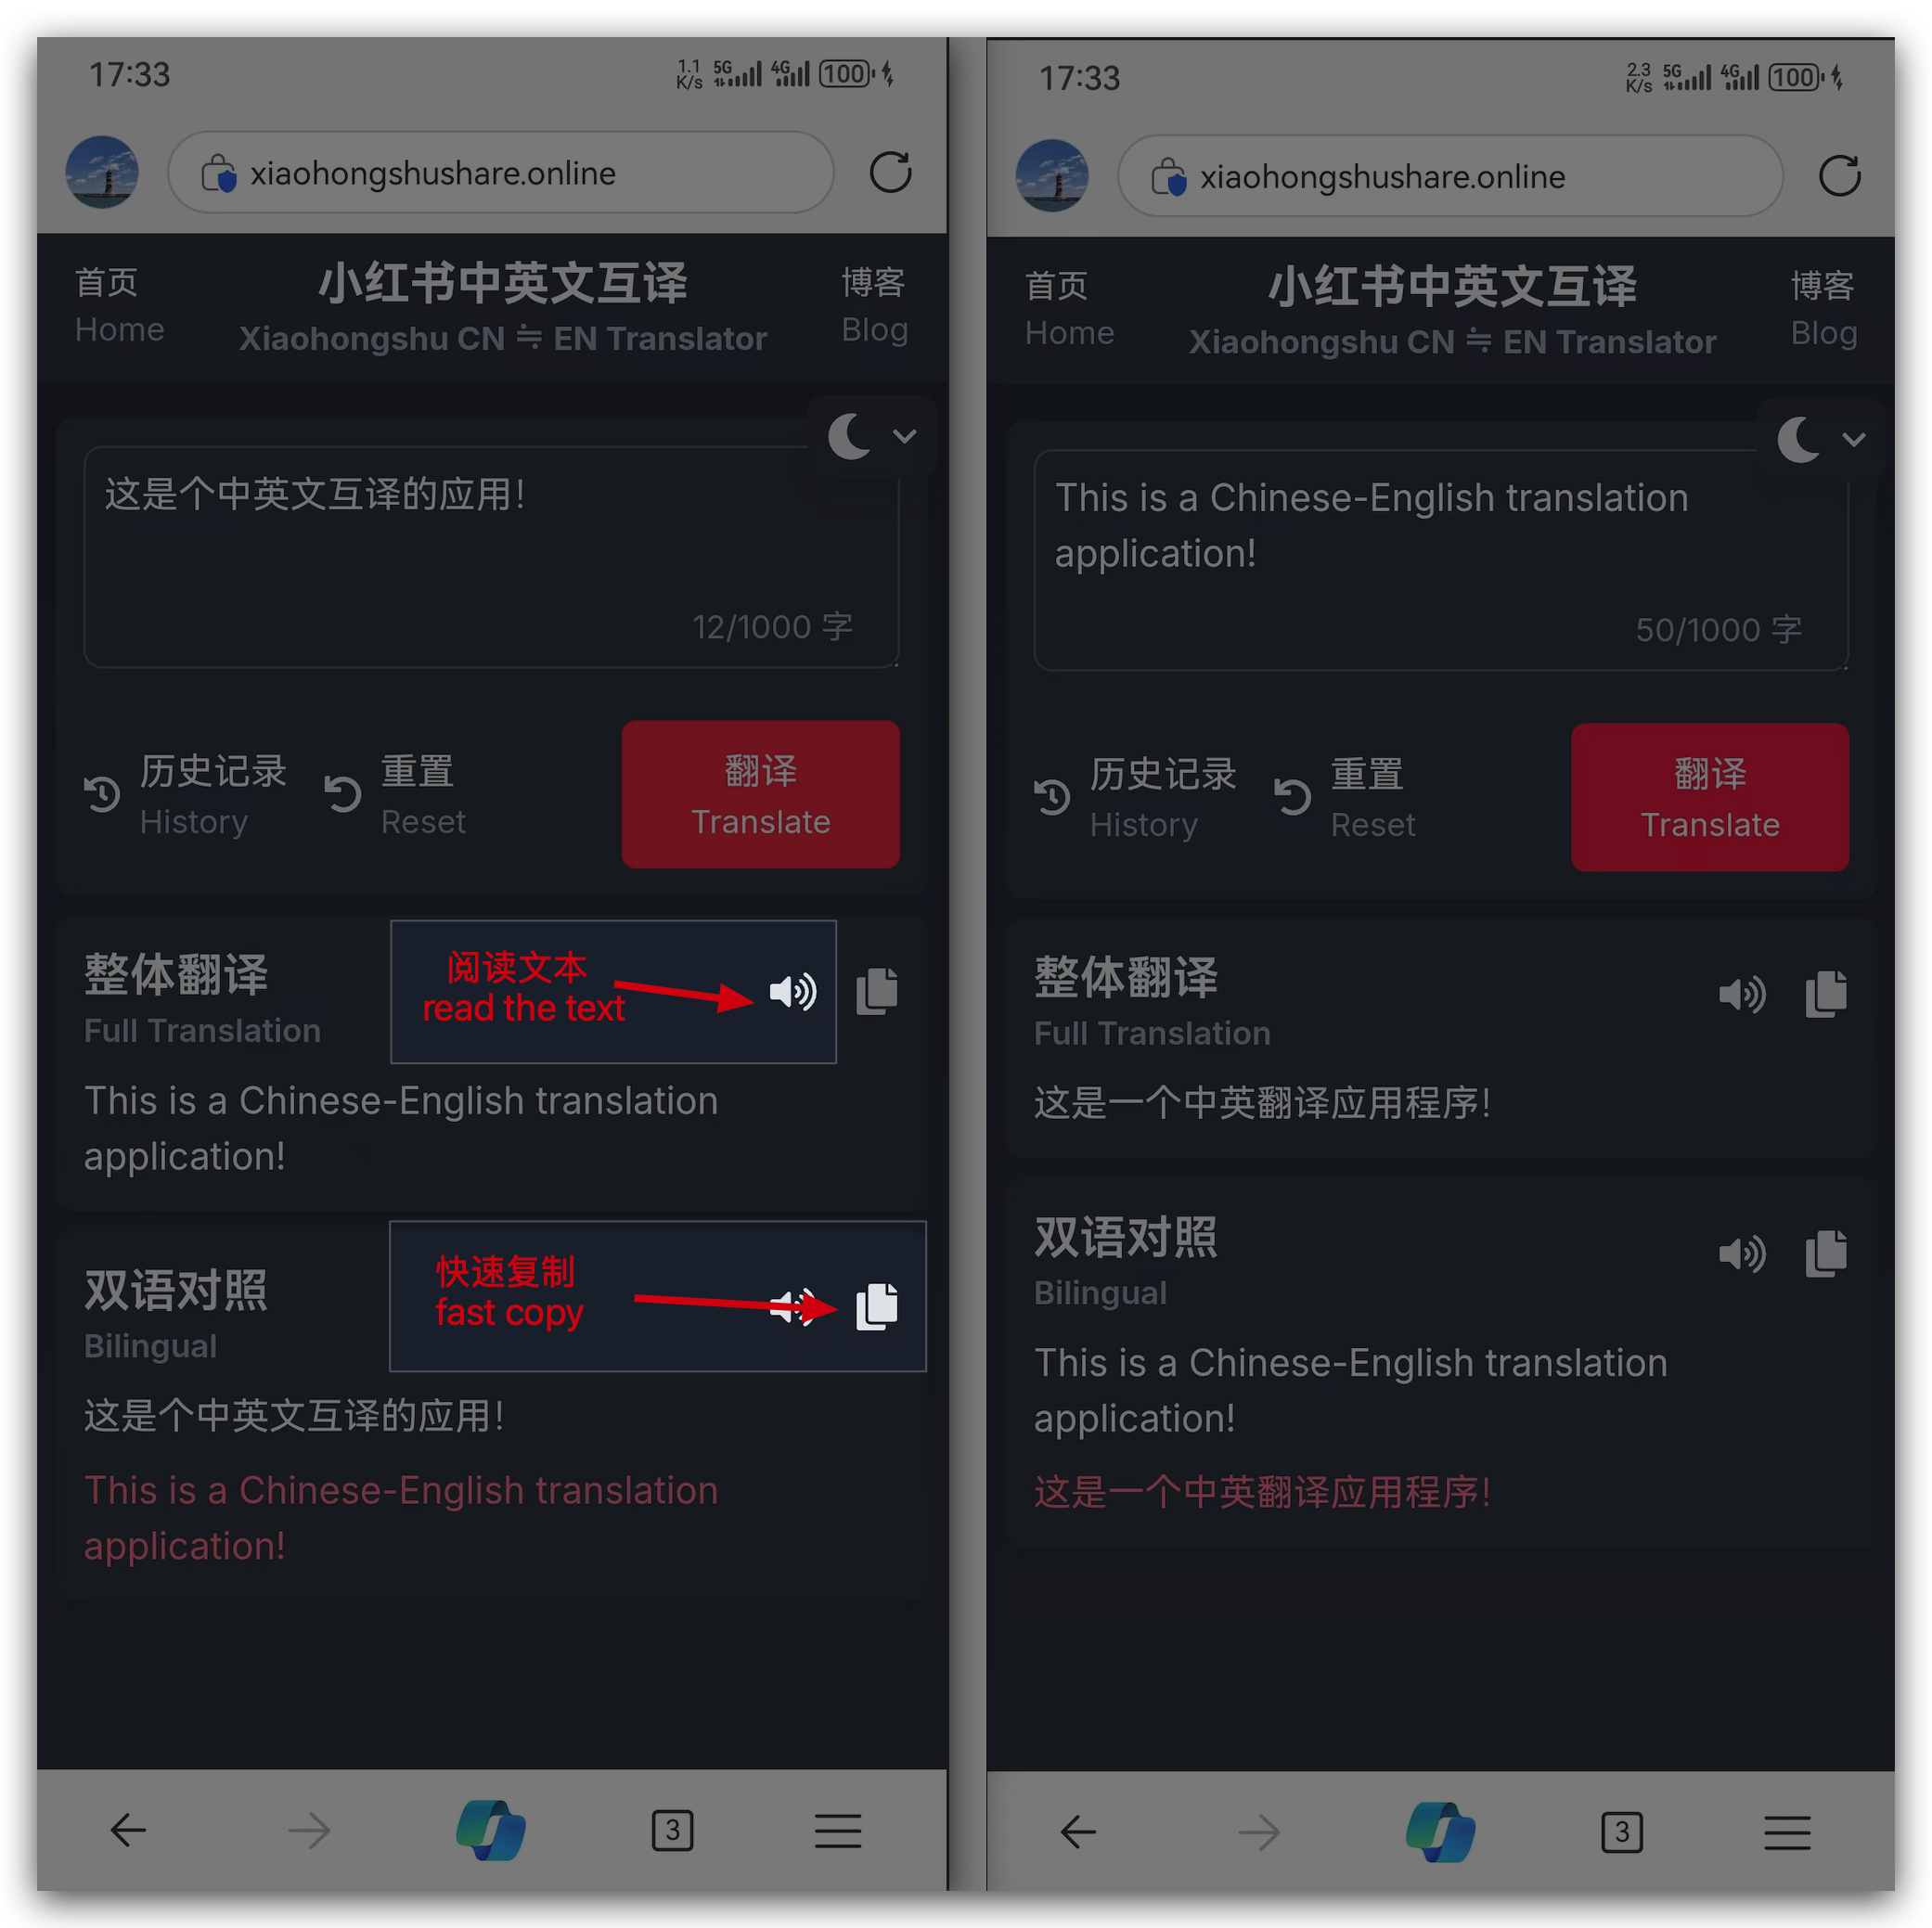 17:33
1.1 K/s 5G 4G 100
xiaohongshushare.online
首页
小红书中英文互译
博客
Home
Xiaohongshu CN ≒ EN Translator
Blog
这是个中英文互译的应用！
12/1000 字
历史记录
重置
翻译
History
Reset
Translate
整体翻译
阅读文本
Full Translation
read the text
This is a Chinese-English translation
application!
双语对照
快速复制
Bilingual
fast copy
这是个中英文互译的应用！
This is a Chinese-English translation
application!
3
17:33
2.3 K/s 5G 4G 100
xiaohongshushare.online
首页
小红书中英文互译
博客
Home
Xiaohongshu CN ≒ EN Translator
Blog
This is a Chinese-English translation
application!
50/1000 字
历史记录
重置
翻译
History
Reset
Translate
整体翻译
Full Translation
这是一个中英翻译应用程序！
双语对照
Bilingual
This is a Chinese-English translation
application!
这是一个中英翻译应用程序！
3